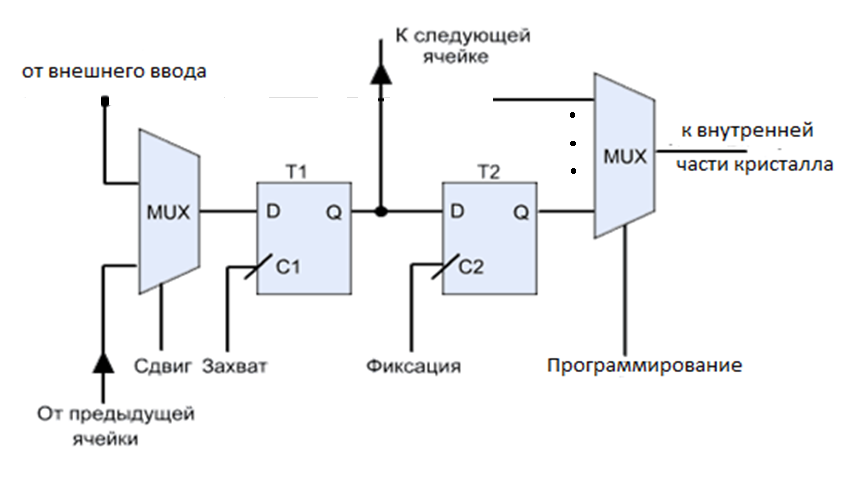 К следующей
ячейке
от внешнего ввода
к внутренней
части кристалла
MUX
T1
T2
MUX
D
Q
D
Q
C1
C2
Сдвиг
Захват
Фиксация
Программирование
От предыдущей
ячейки